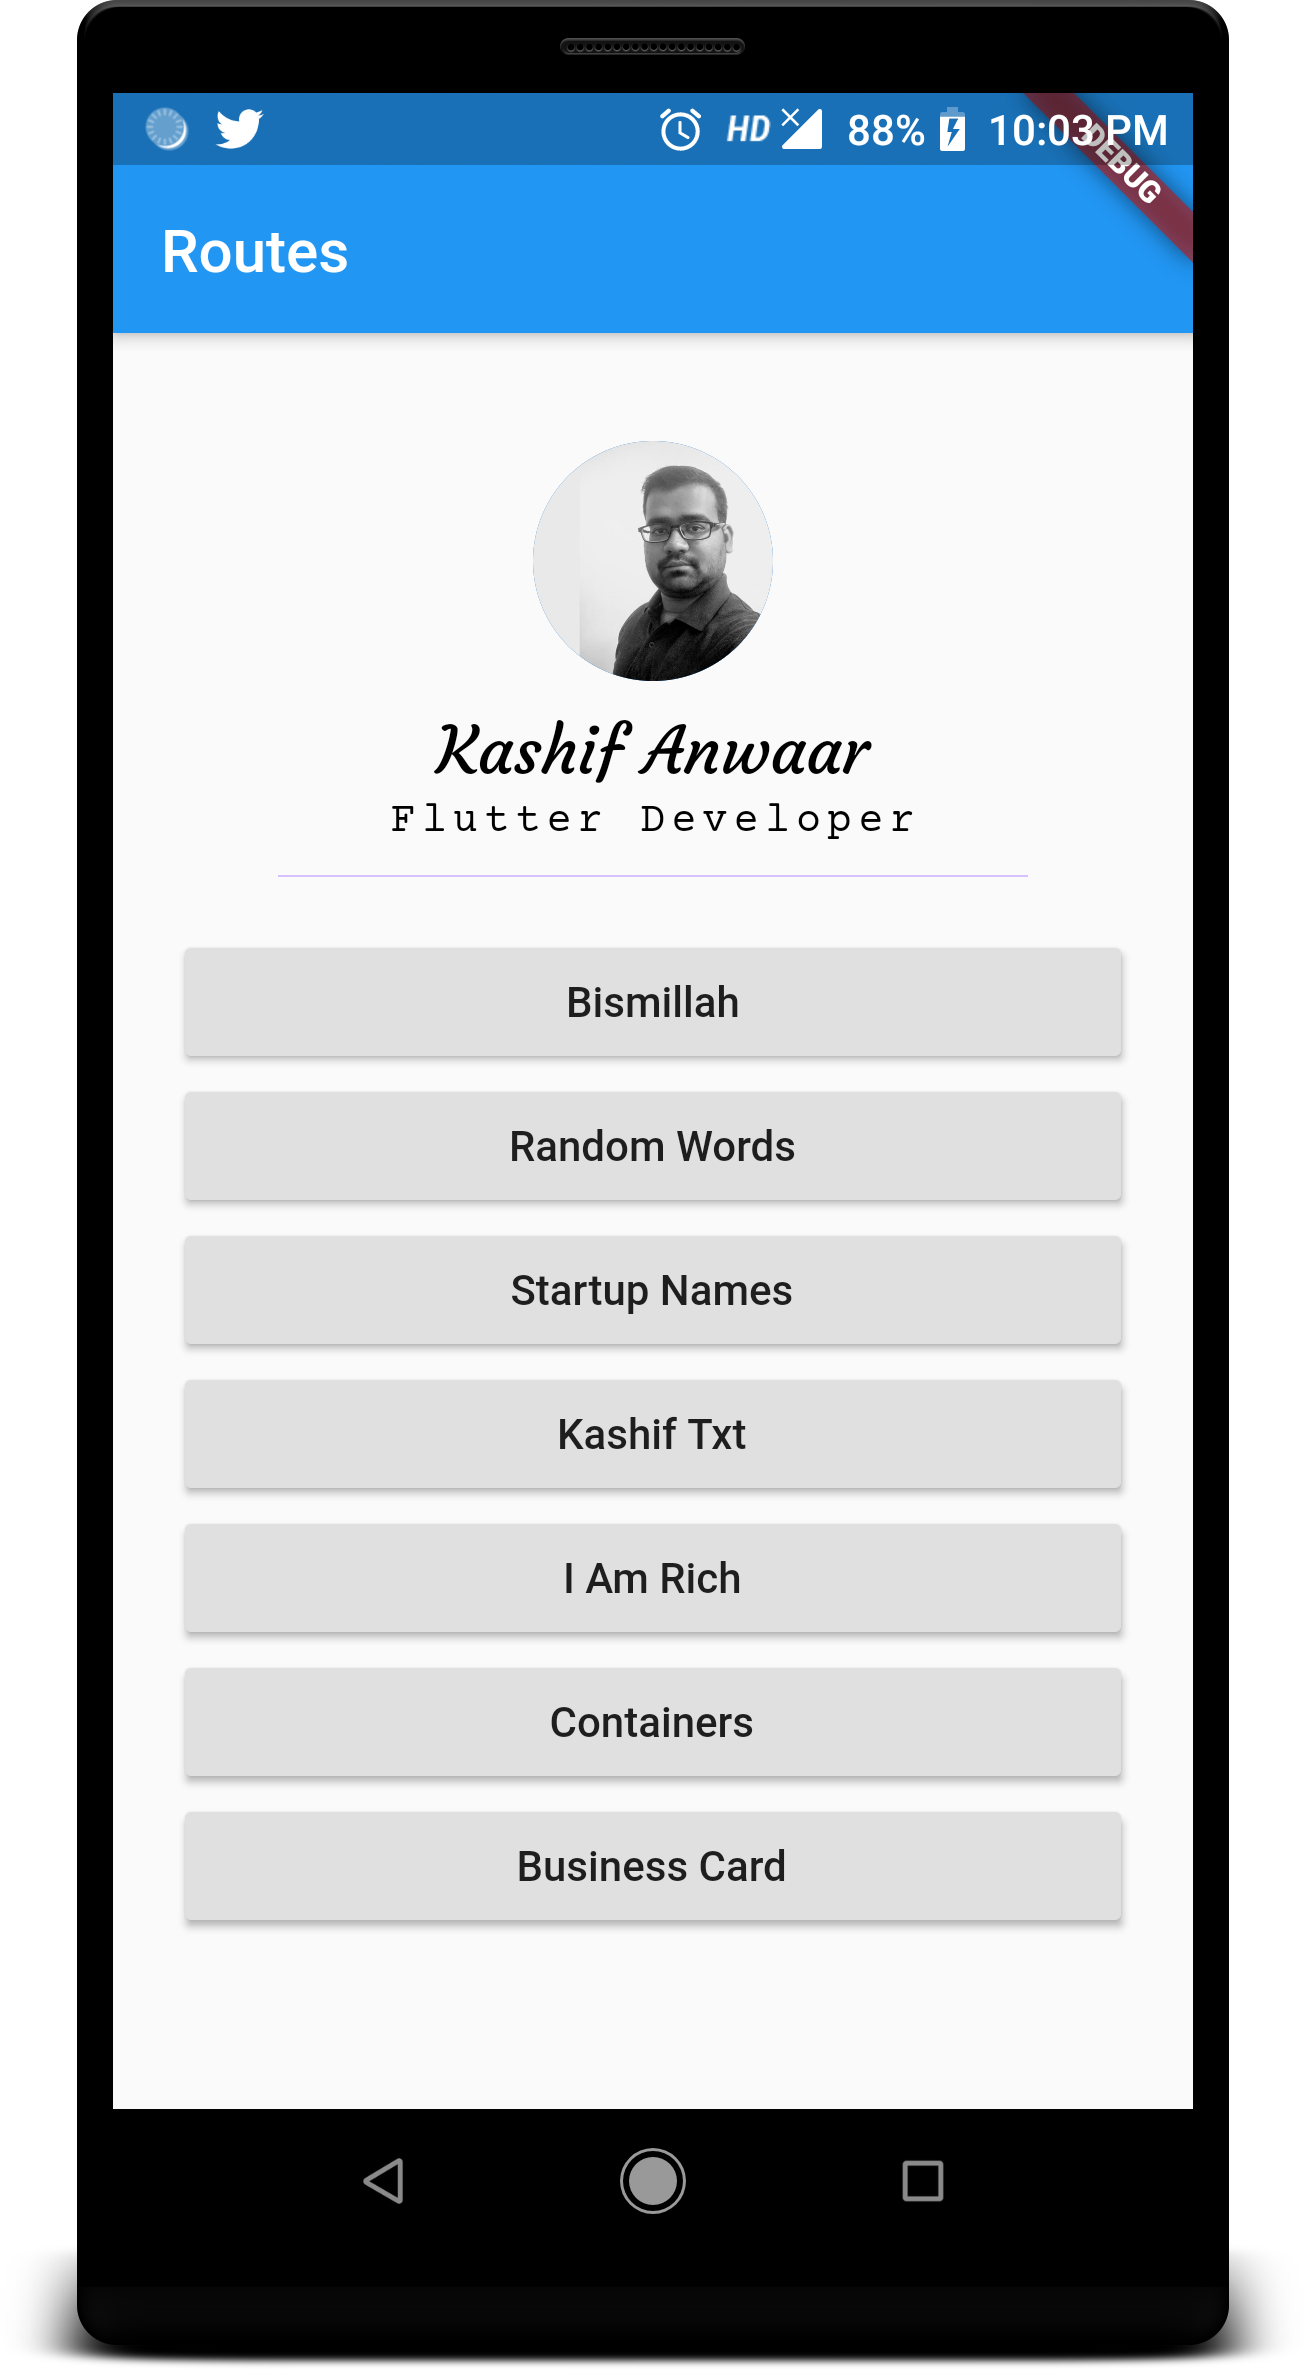 HD 88% 10:03 PM
DEBUG
Routes
Kashif Anwaar
Flutter Developer
Bismillah
Random Words
Startup Names
Kashif Txt
I Am Rich
Containers
Business Card